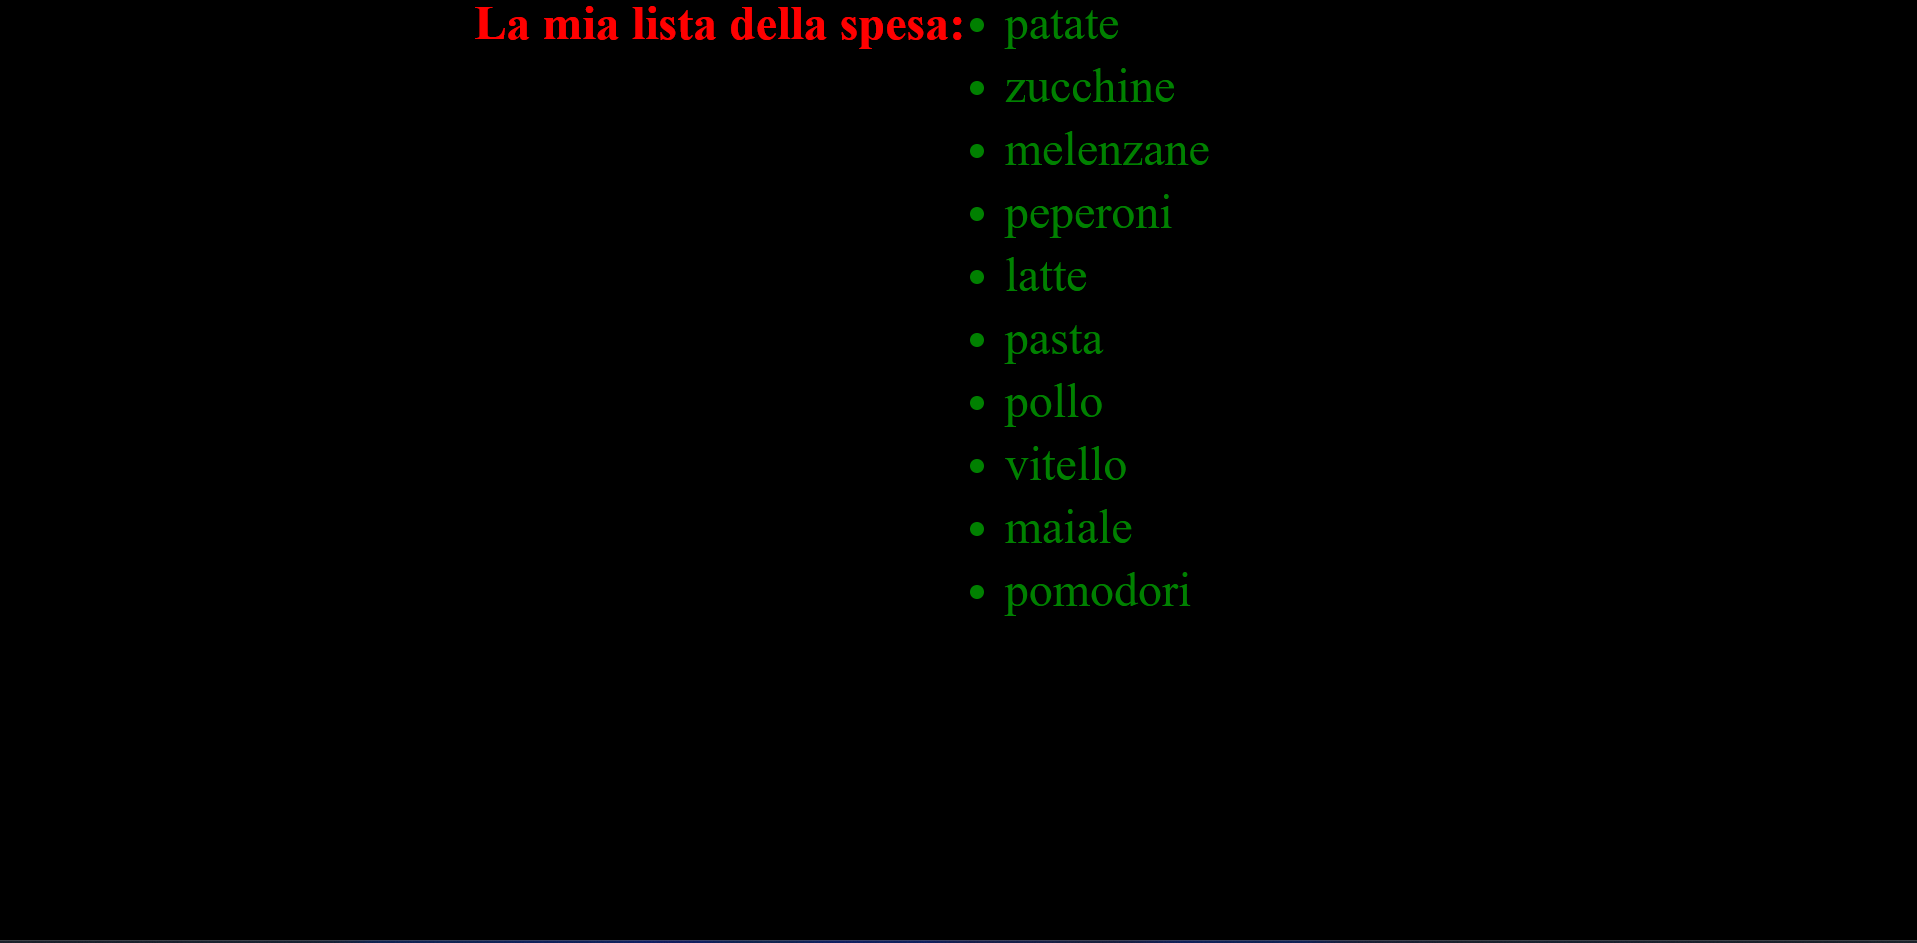 La mia lista della spesa:
• patate
• zucchine
• melenzane
• peperoni
• latte
• pasta
• pollo
• vitello
• maiale
• pomodori